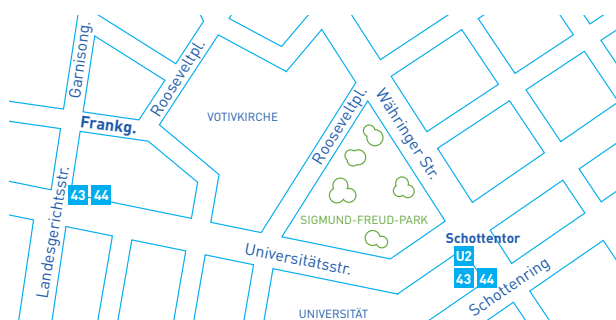 Garnisong.
Rooseveltpl.
Frankg.
VOTIVKIRCHE
Rooseveltpl.
Währinger Str.
Landesgerichtsstr.
43 44
SIGMUND-FREUD-PARK
Universitätsstr.
Schottentor
U2
43 44
Schottenring
UNIVERSITÄT